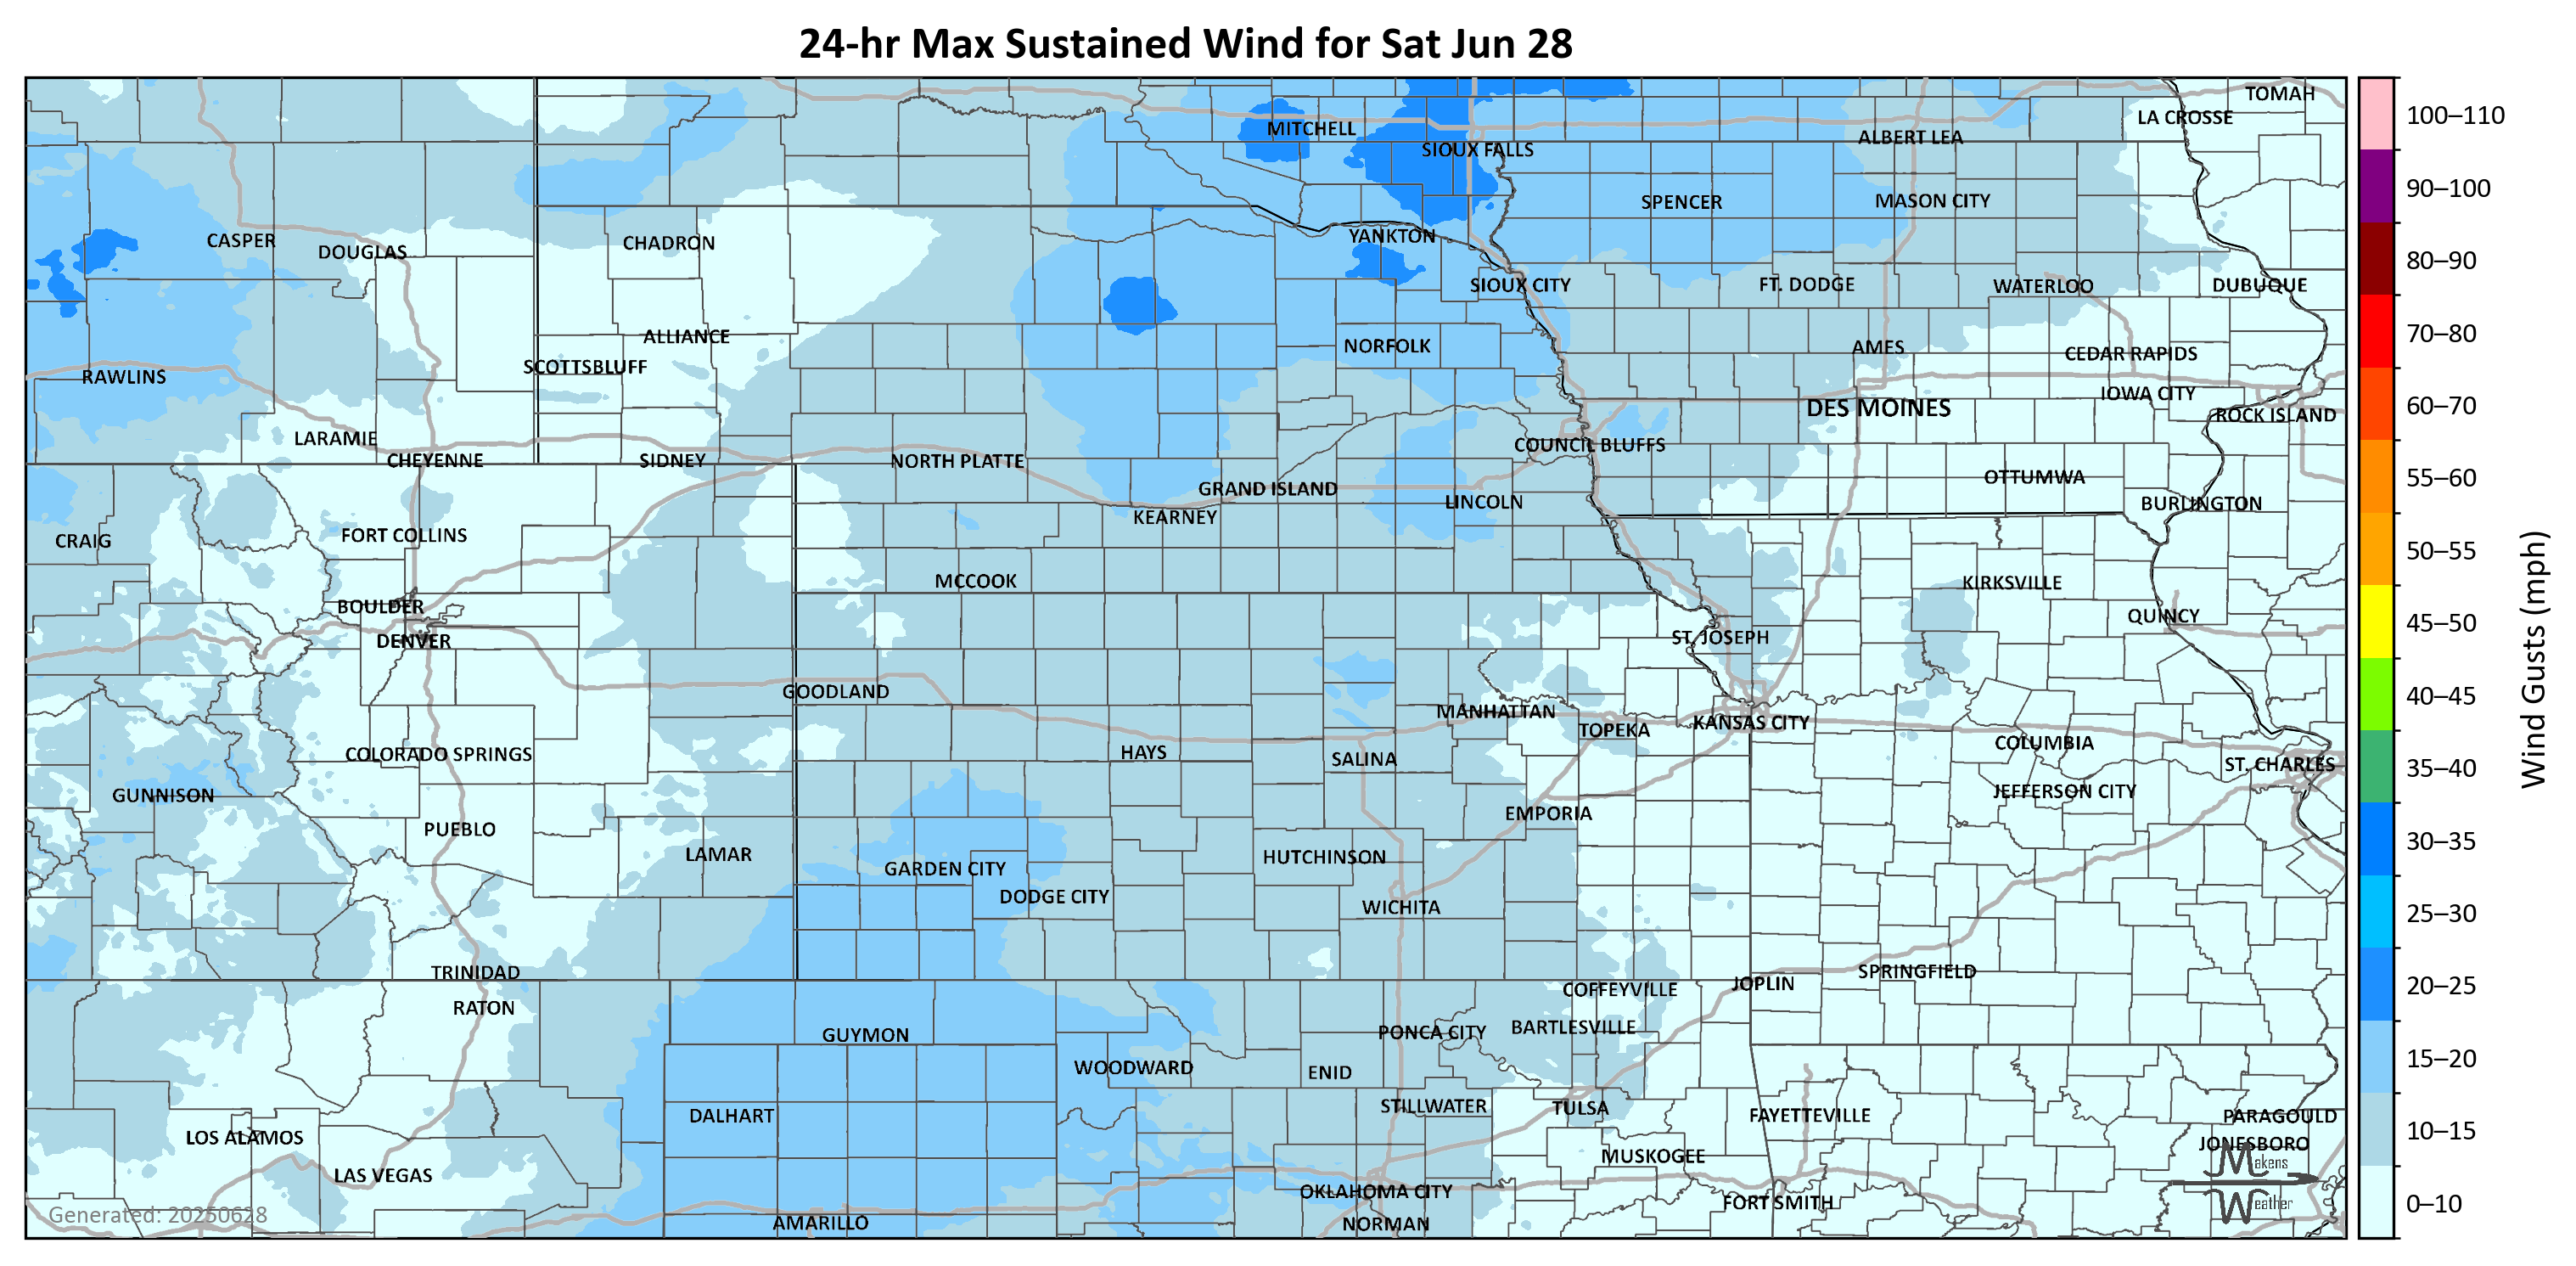 24-hr Max Sustained Wind for Sat Jun 28
TOMAH
LA CROSSE
MITCHELL
ALBERT LEA
SIOUX FALLS
SPENCER
MASON CITY
CASPER
DOUGLAS
CHADRON
YANKTON
SIOUX CITY
FT. DODGE
WATERLOO
DUBUQUE
ALLIANCE
NORFOLK
AMES
CEDAR RAPIDS
SCOTTSBLUFF
RAWLINS
IOWA CITY
DES MOINES
ROCK ISLAND
LARAMIE
COUNCIL BLUFFS
CHEYENNE
SIDNEY
NORTH PLATTE
OTTUMWA
GRAND ISLAND
LINCOLN
BURLINGTON
KEARNEY
FORT COLLINS
CRAIG
MCCOOK
KIRKSVILLE
BOULDER
QUINCY
DENVER
ST. JOSEPH
GOODLAND
MANHATTAN
KANSAS CITY
TOPEKA
COLUMBIA
COLORADO SPRINGS
HAYS
SALINA
ST. CHARLES
GUNNISON
JEFFERSON CITY
EMPORIA
PUEBLO
LAMAR
HUTCHINSON
GARDEN CITY
DODGE CITY
WICHITA
TRINIDAD
SPRINGFIELD
JOPLIN
COFFEYVILLE
RATON
BARTLESVILLE
GUYMON
PONCA CITY
WOODWARD
ENID
STILLWATER
TULSA
DALHART
FAYETTEVILLE
PARAGOULD
LOS ALAMOS
JONESBORO
MUSKOGEE
LAS VEGAS
OKLAHOMA CITY
FORT SMITH
AMARILLO
NORMAN
Generated: 20250628
Makens
Weather
100–110
90–100
80–90
70–80
60–70
55–60
50–55
45–50
40–45
35–40
30–35
25–30
20–25
15–20
10–15
0–10
Wind Gusts (mph)